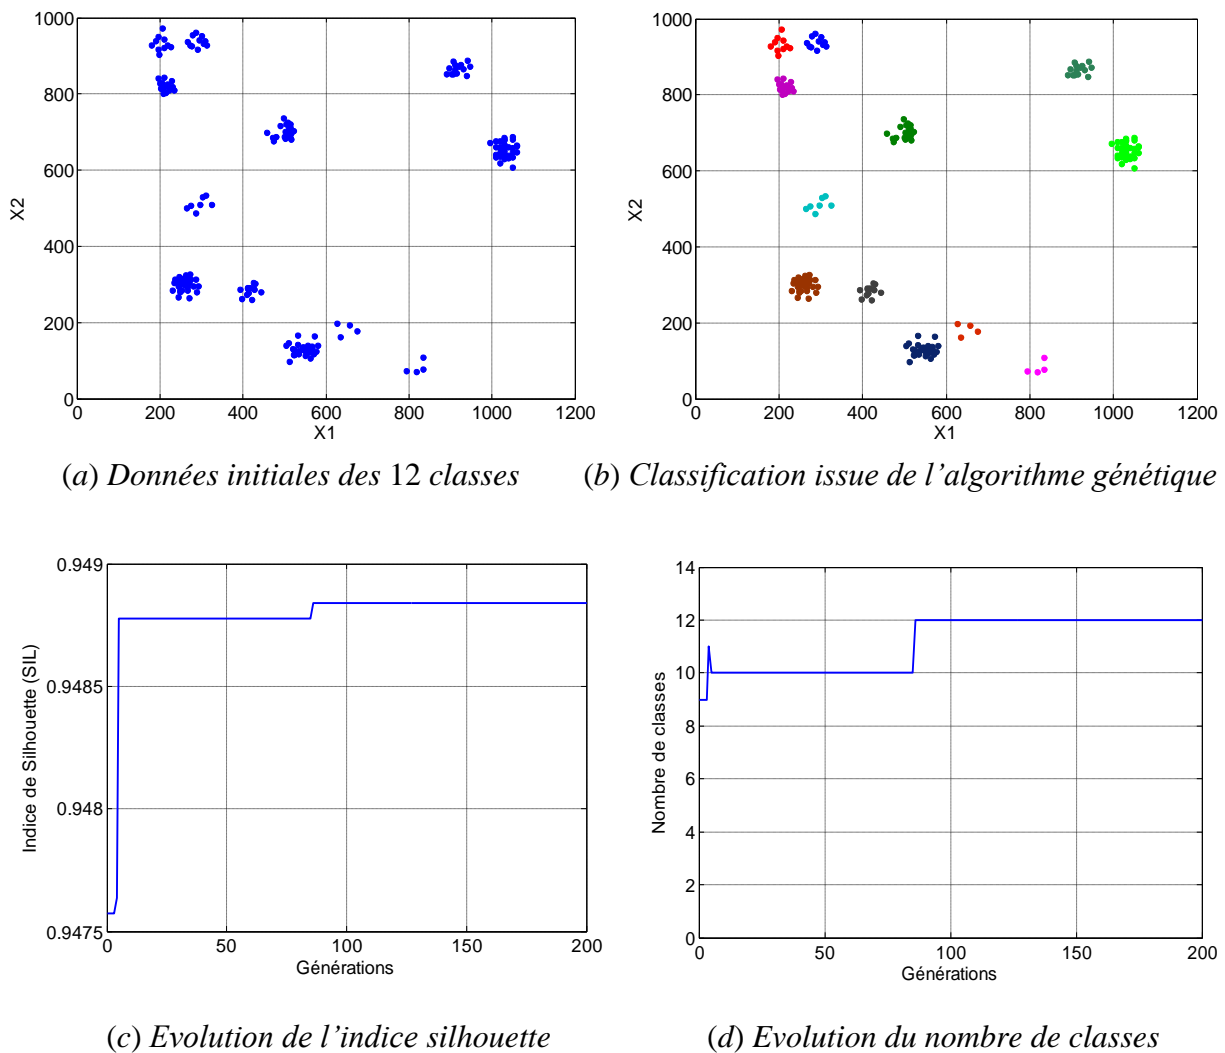 1000
800
600
400
200
0
X2
0 200 400 600 800 1000 1200
X1
1000
800
600
400
200
0
X2
0 200 400 600 800 1000 1200
X1
(a) Données initiales des 12 classes
(b) Classification issue de l'algorithme génétique
0.949
0.9485
0.948
0.9475
Indice de Silhouette (SIL)
0 50 100 150 200
Générations
14
12
10
8
6
4
2
0
Nombre de classes
0 50 100 150 200
Générations
(c) Evolution de l'indice silhouette
(d) Evolution du nombre de classes